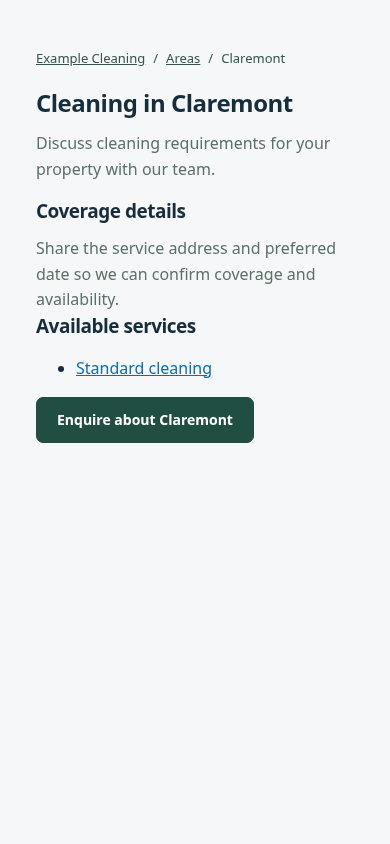 Example Cleaning / Areas / Claremont
Cleaning in Claremont
Discuss cleaning requirements for your
property with our team.
Coverage details
Share the service address and preferred
date so we can confirm coverage and
availability.
Available services
• Standard cleaning
Enquire about Claremont